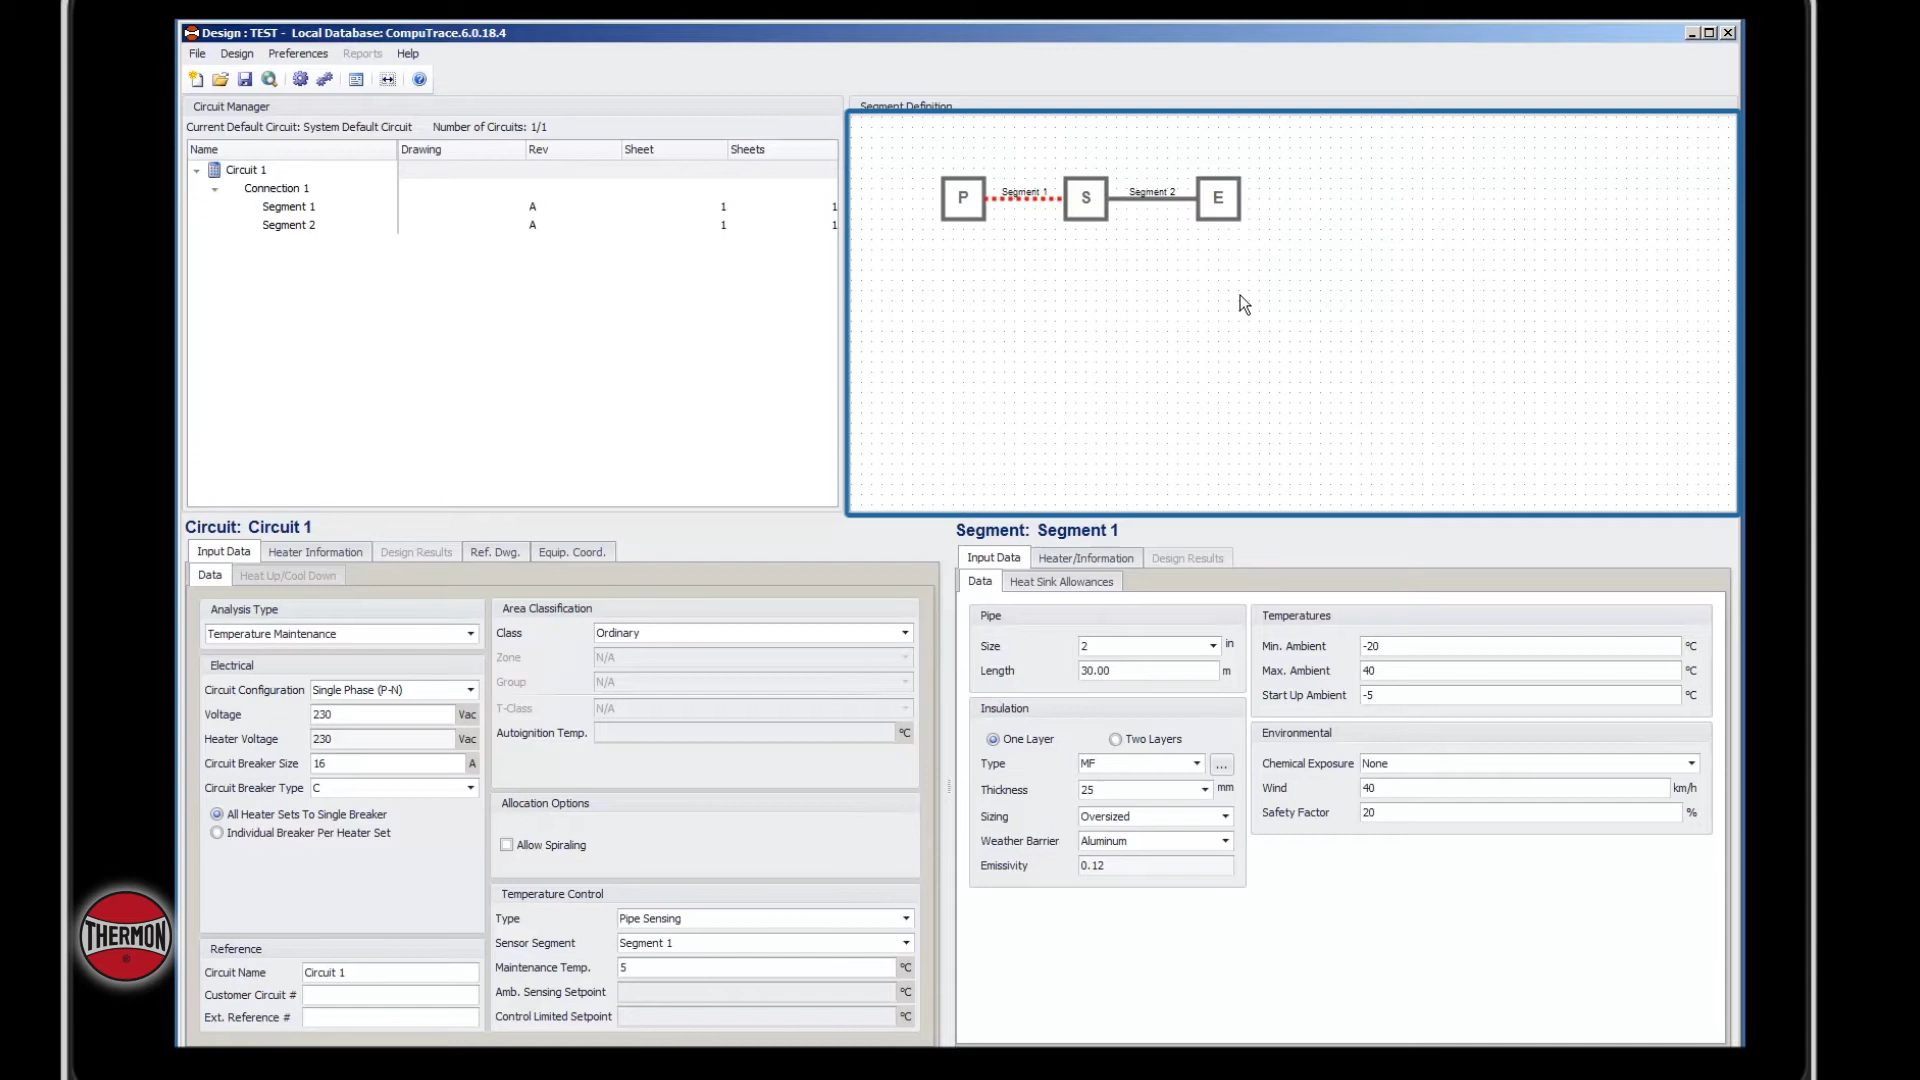 Design : TEST - Local Database: CompuTrace.6.0.18.4
File Design Preferences Reports Help
Circuit Manager
Current Default Circuit: System Default Circuit Number of Circuits: 1/1
Name Drawing Rev Sheet Sheets
Circuit 1
Connection 1
Segment 1 A 1 1
Segment 2 A 1 1
Segment Definition
P Segment 1 S Segment 2 E
Circuit: Circuit 1
Input Data Heater Information Design Results Ref. Dwg. Equip. Coord.
Data Heat Up/Cool Down
Analysis Type
Temperature Maintenance
Electrical
Circuit Configuration Single Phase (P-N)
Voltage 230 Vac
Heater Voltage 230 Vac
Circuit Breaker Size 16 A
Circuit Breaker Type C
All Heater Sets To Single Breaker
Individual Breaker Per Heater Set
Reference
Circuit Name Circuit 1
Customer Circuit #
Ext. Reference #
Area Classification
Class Ordinary
Zone N/A
Group N/A
T-Class N/A
Autoignition Temp. ºC
Allocation Options
Allow Spiraling
Temperature Control
Type Pipe Sensing
Sensor Segment Segment 1
Maintenance Temp. 5 ºC
Amb. Sensing Setpoint ºC
Control Limited Setpoint ºC
Segment: Segment 1
Input Data Heater/Information Design Results
Data Heat Sink Allowances
Pipe
Size 2 in
Length 30.00 m
Insulation
One Layer Two Layers
Type MF ...
Thickness 25 mm
Sizing Oversized
Weather Barrier Aluminum
Emissivity 0.12
Temperatures
Min. Ambient -20 ºC
Max. Ambient 40 ºC
Start Up Ambient -5 ºC
Environmental
Chemical Exposure None
Wind 40 km/h
Safety Factor 20 %
THERMON
®